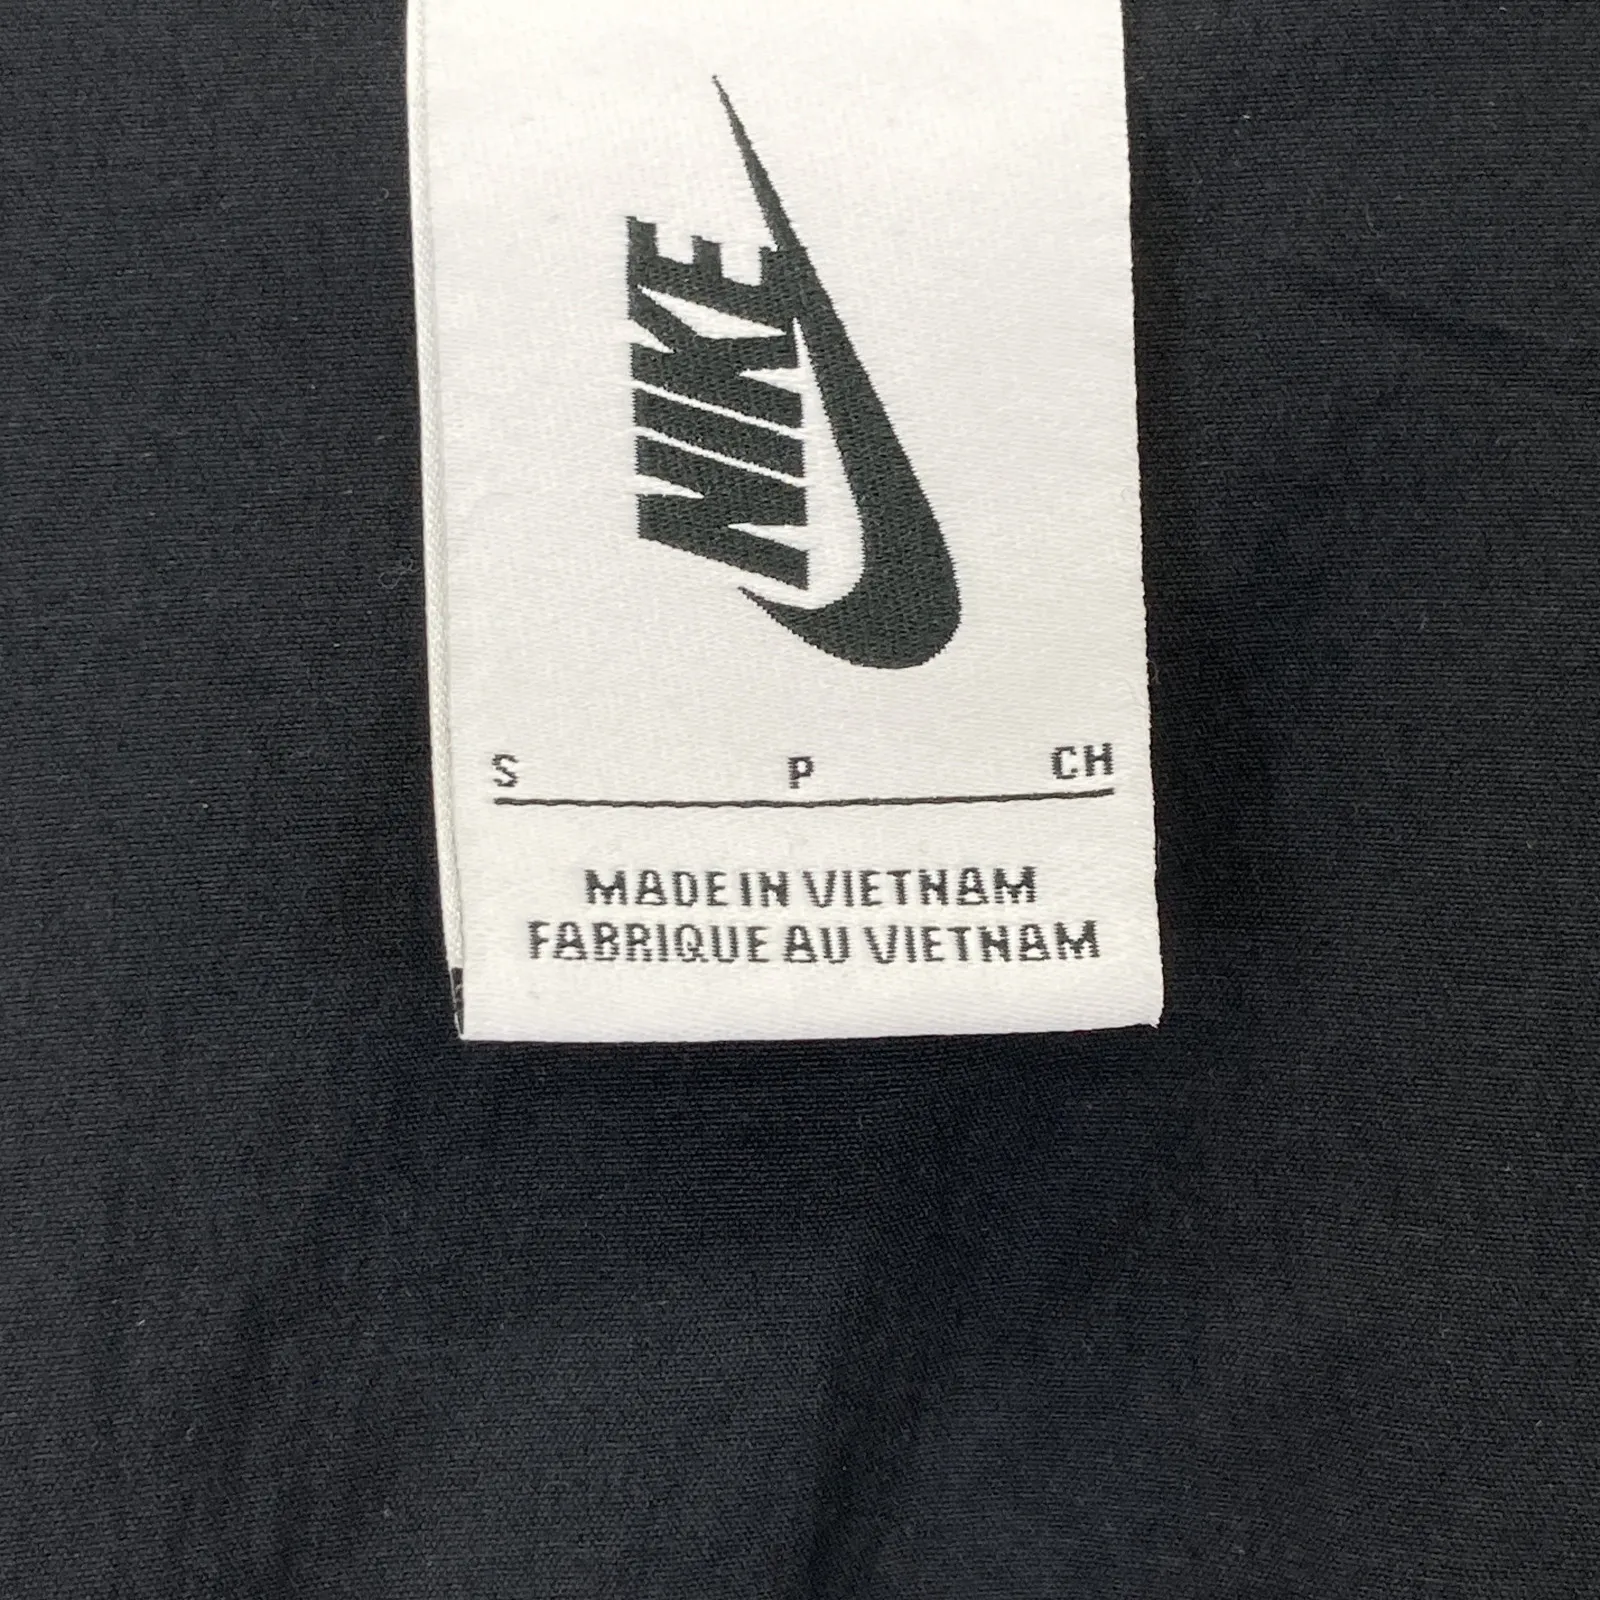 NIKE
S P CH
MADE IN VIETNAM
FABRIQUE AU VIETNAM